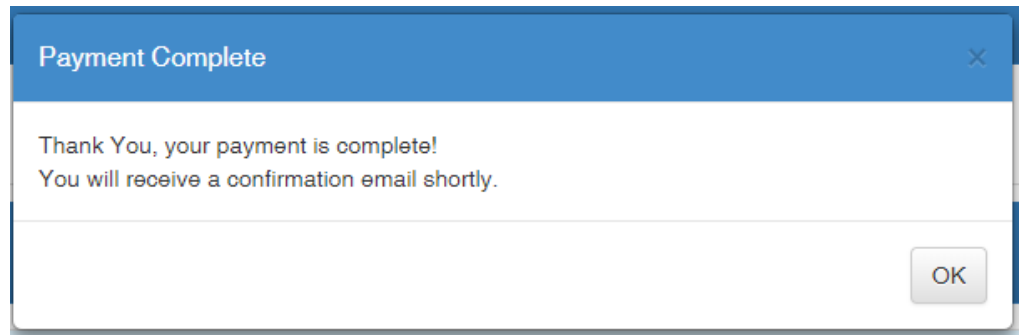 Payment Complete
×
Thank You, your payment is complete!
You will receive a confirmation email shortly.
OK